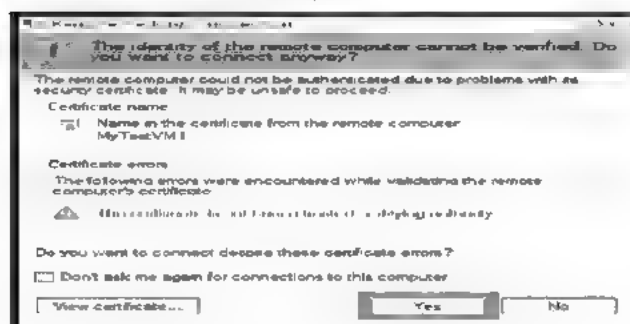 The identity of the remote computer cannot be verified. Do
you want to connect anyway?
The remote computer could not be authenticated due to problems with its
security certificate. It may be unsafe to proceed.
Certificate name
Name in the certificate from the remote computer
MyTestVM1
Certificate errors
The following errors were encountered while validating the remote
computer's certificate
Do you want to connect despite these certificate errors?
Don't ask me again for connections to this computer
View certificate...
Yes
No